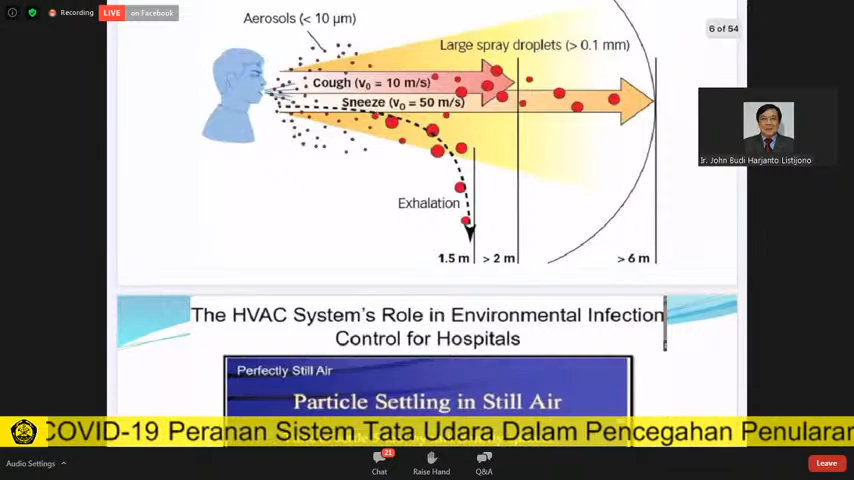 Recording
LIVE on Facebook
6 of 54
Aerosols (< 10 µm)
Large spray droplets (> 0.1 mm)
Cough (v₀ = 10 m/s)
Sneeze (v₀ = 50 m/s)
Exhalation
1.5 m
> 2 m
> 6 m
Ir. John Budi Harjanto Listijono
The HVAC System's Role in Environmental Infection
Control for Hospitals
Perfectly Still Air
Particle Settling in Still Air
COVID-19 Peranan Sistem Tata Udara Dalam Pencegahan Penularan
Audio Settings
21
Chat
Raise Hand
Q&A
Leave